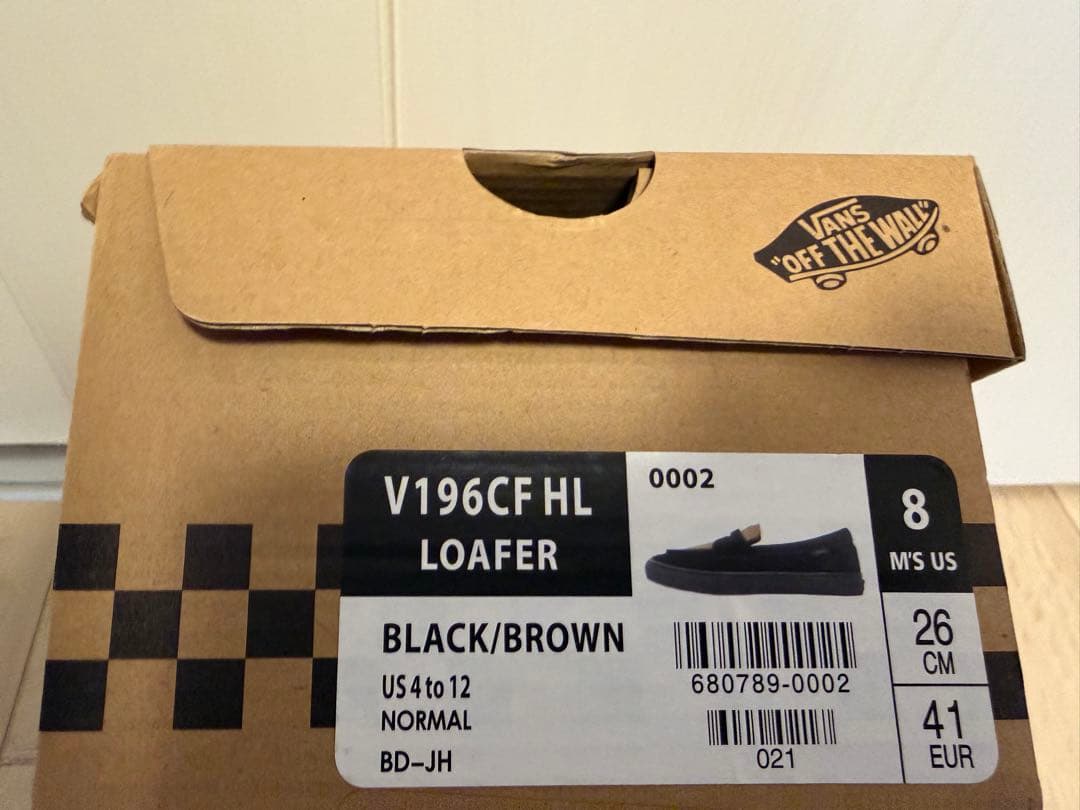 VANS
"OFF THE WALL"
V196CF HL
LOAFER
0002
8
M'S US
BLACK/BROWN
US 4 to 12
NORMAL
BD-JH
680789-0002
021
26
CM
41
EUR